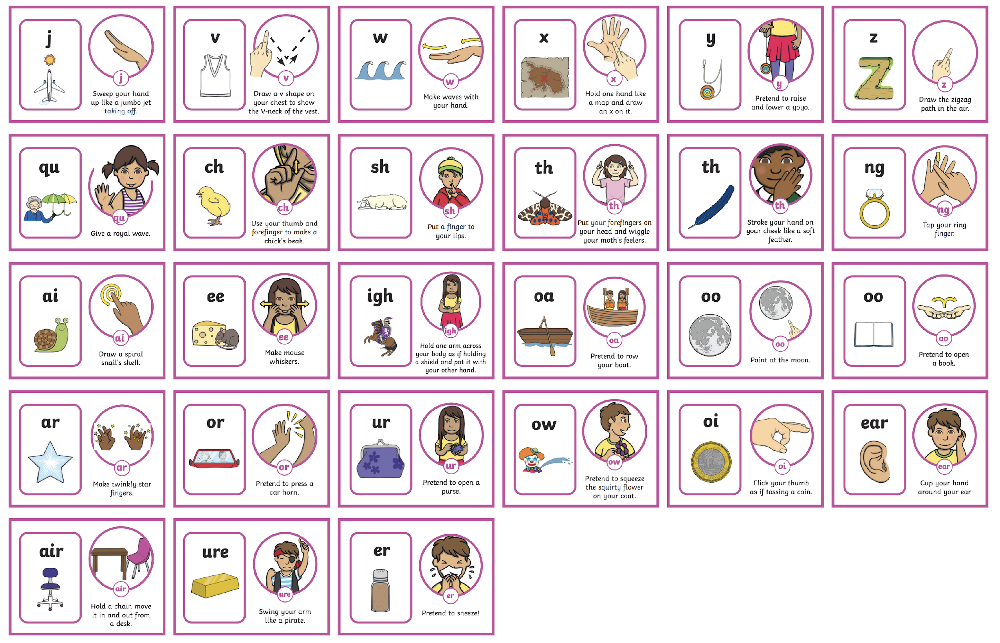 j
j
Sweep your hand
up like a jumbo jet
taking off.
v
v
Draw a v shape on
your chest to show
the V-neck of the vest.
w
w
Make waves with
your hand.
x
x
Hold one hand like
a map and draw
an x on it.
y
y
Pretend to raise
and lower a yoyo.
z
z
Draw the zigzag
path in the air.
qu
qu
Give a royal wave.
ch
ch
Use your thumb and
forefinger to make a
chick's beak.
sh
sh
Put a finger to
your lips.
th
th
Put your forefingers on
your head and wiggle
your moth's feelers.
th
th
Stroke your hand on
your cheek like a soft
feather.
ng
ng
Tap your ring
finger.
ai
ai
Draw a spiral
snail's shell.
ee
ee
Make mouse
whiskers.
igh
igh
Hold one arm across
your body as if holding
a shield and pat it with
your other hand.
oa
oa
Pretend to row
your boat.
oo
oo
Point at the moon.
oo
oo
Pretend to open
a book.
ar
ar
Make twinkly star
fingers.
or
or
Pretend to press a
car horn.
ur
ur
Pretend to open a
purse.
ow
ow
Pretend to squeeze
the squirty flower
on your coat.
oi
oi
Flick your thumb
as if tossing a coin.
ear
ear
Cup your hand
around your ear
air
air
Hold a chair, move
it in and out from
a desk.
ure
ure
Swing your arm
like a pirate.
er
er
Pretend to sneeze!